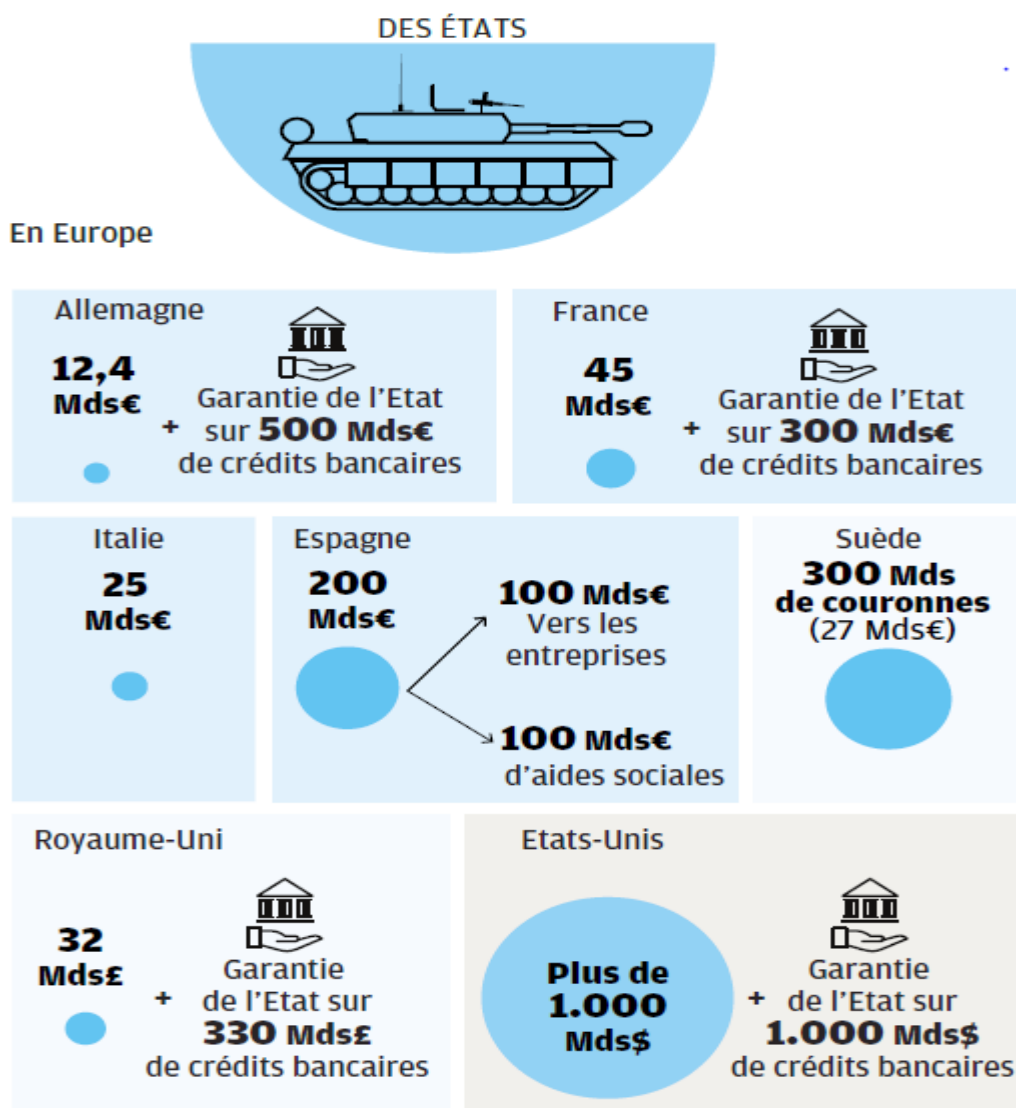 DES ÉTATS
En Europe
Allemagne
12,4
Mds€
+
Garantie de l'Etat
sur 500 Mds€
de crédits bancaires
France
45
Mds€
+
Garantie de l'Etat
sur 300 Mds€
de crédits bancaires
Italie
25
Mds€
Espagne
200
Mds€
100 Mds€
Vers les
entreprises
100 Mds€
d'aides sociales
Suède
300 Mds
de couronnes
(27 Mds€)
Royaume-Uni
32
Mds£
+
Garantie
de l'Etat sur
330 Mds£
de crédits bancaires
Etats-Unis
Plus de
1.000
Mds$
+
Garantie
de l'Etat sur
1.000 Mds$
de crédits bancaires